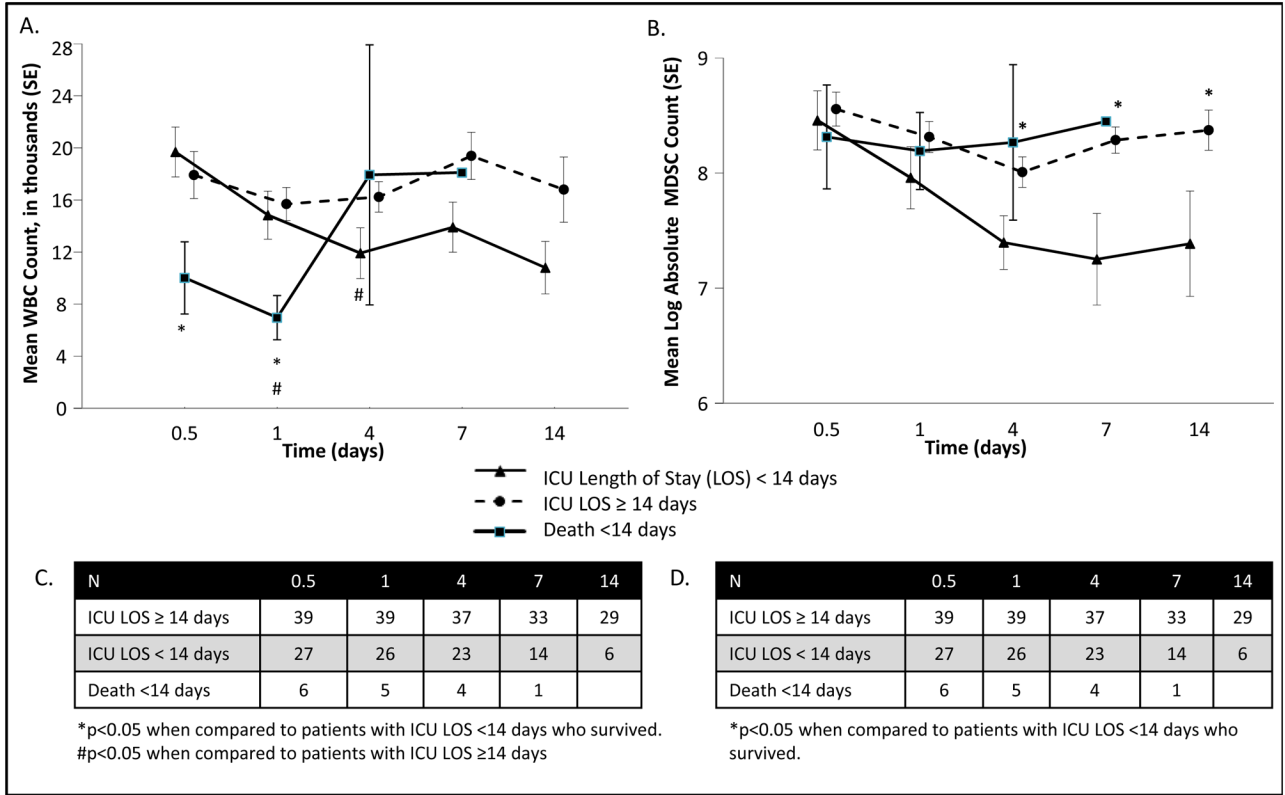 A.
Mean WBC Count, in thousands (SE)
28
24
20
16
12
8
4
0
*
*
#
#
0.5 1 4 7 14
Time (days)
B.
Mean Log Absolute MDSC Count (SE)
9
8
7
6
*
*
*
0.5 1 4 7 14
Time (days)
ICU Length of Stay (LOS) < 14 days
ICU LOS ≥ 14 days
Death <14 days
C.
N 0.5 1 4 7 14
ICU LOS ≥ 14 days 39 39 37 33 29
ICU LOS < 14 days 27 26 23 14 6
Death <14 days 6 5 4 1
*p<0.05 when compared to patients with ICU LOS <14 days who survived.
#p<0.05 when compared to patients with ICU LOS ≥14 days
D.
N 0.5 1 4 7 14
ICU LOS ≥ 14 days 39 39 37 33 29
ICU LOS < 14 days 27 26 23 14 6
Death <14 days 6 5 4 1
*p<0.05 when compared to patients with ICU LOS <14 days who
survived.